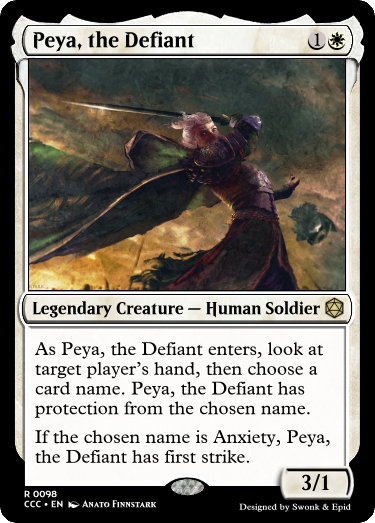 Peya, the Defiant
1
Legendary Creature — Human Soldier
As Peya, the Defiant enters, look at
target player's hand, then choose a
card name. Peya, the Defiant has
protection from the chosen name.
If the chosen name is Anxiety, Peya,
the Defiant has first strike.
3/1
R 0098
CCC • EN Anato Finnstark
Designed by Swonk & Epid